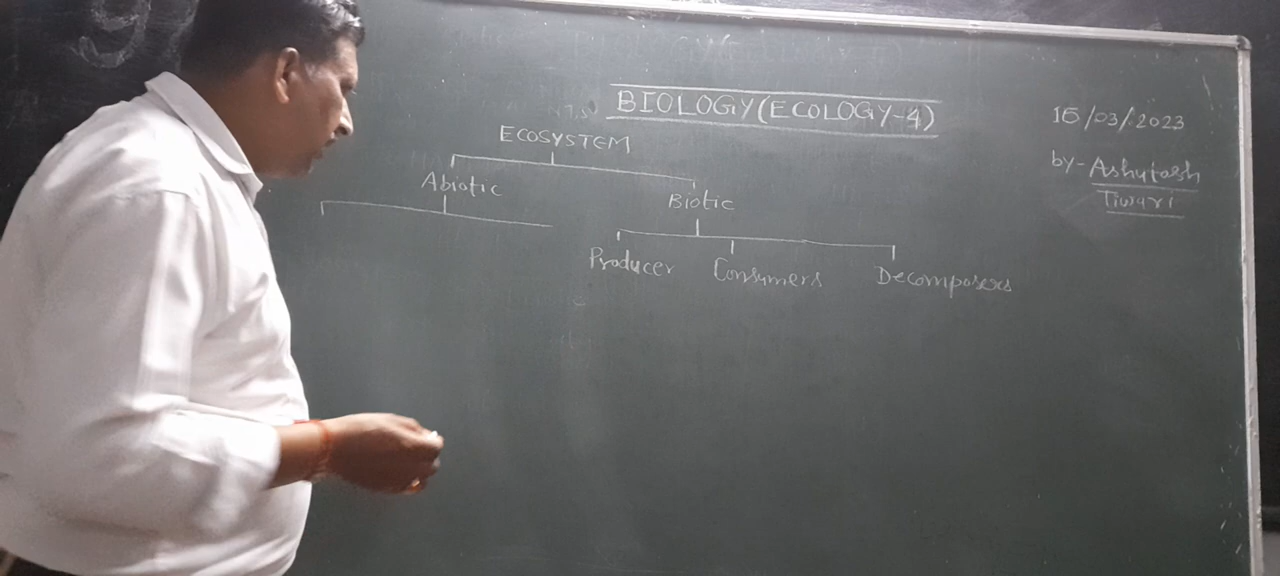 BIOLOGY (ECOLOGY-4)
15/03/2023
by - Ashutosh
Tiwari
ECOSYSTEM
Abiotic
Biotic
Producer Consumers Decomposers